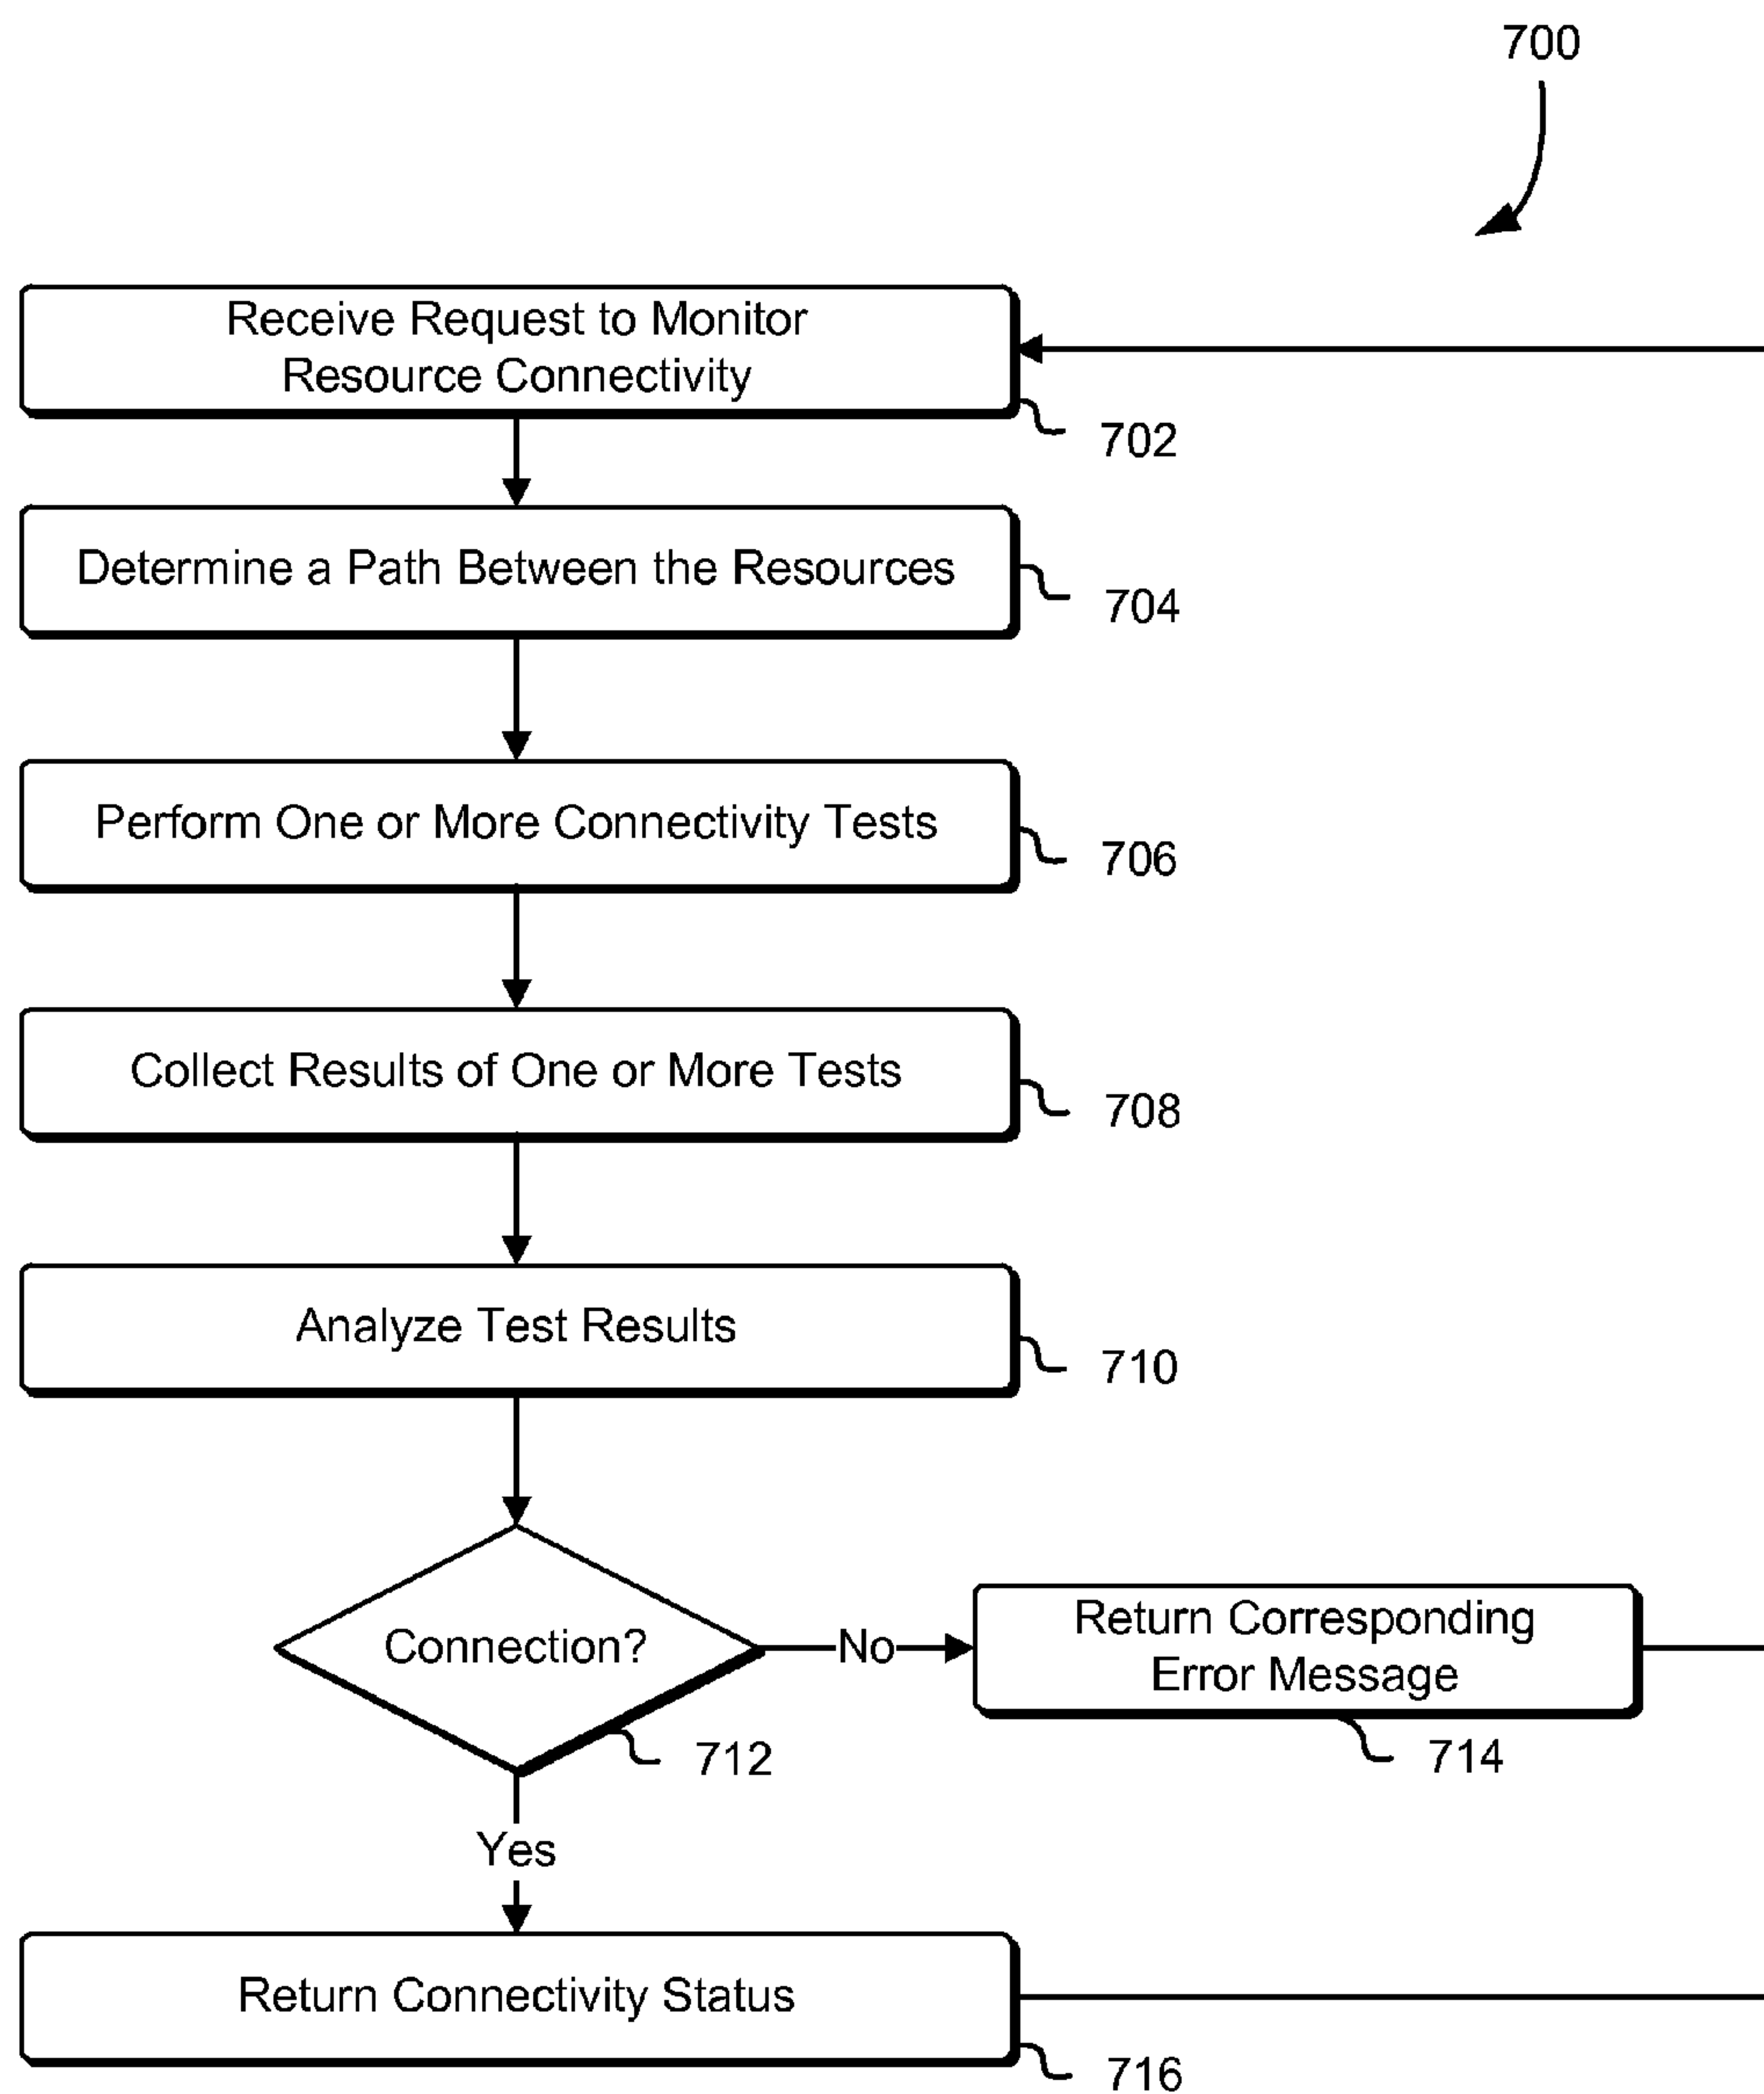 700
Receive Request to Monitor
Resource Connectivity
702
Determine a Path Between the Resources
704
Perform One or More Connectivity Tests
706
Collect Results of One or More Tests
708
Analyze Test Results
710
Connection?
712
No
Return Corresponding
Error Message
714
Yes
Return Connectivity Status
716